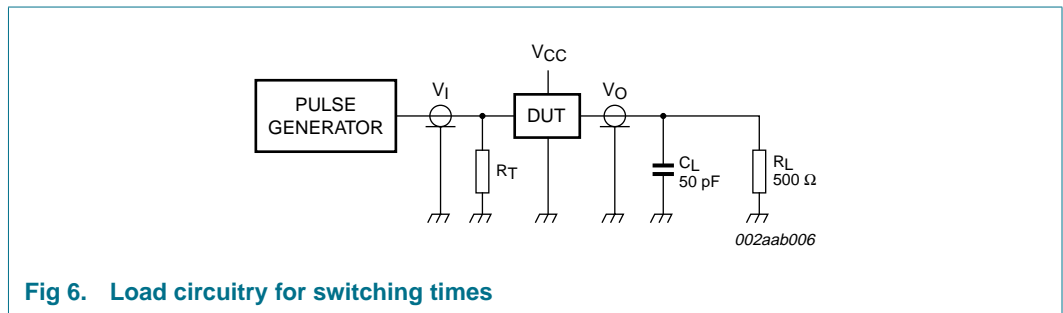 VCC
VI
VO
PULSE
GENERATOR
DUT
RT
CL
50 pF
RL
500 Ω
002aab006
Fig 6. Load circuitry for switching times